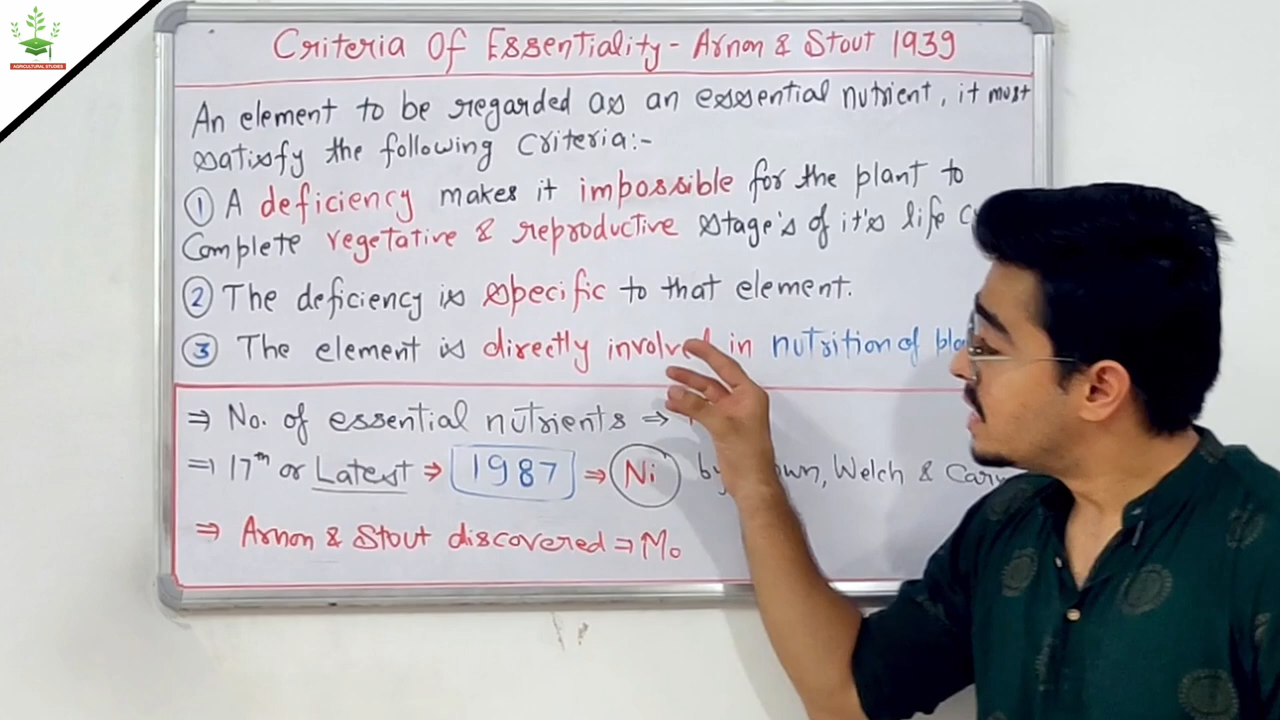 AGRICULTURAL STUDIES
Criteria Of Essentiality - Arnon & Stout 1939
An element to be regarded as an essential nutrient, it must
satisfy the following Criteria:-
① A deficiency makes it impossible for the plant to
Complete vegetative & reproductive stage's of it's life
② The deficiency is specific to that element.
③ The element is directly involved in nutrition of
⇒ No. of essential nutrients ⇒
⇒ 17th or Latest ⇒ 1987 ⇒ Ni by Welch &
⇒ Arnon & Stout discovered ⇒ Mo